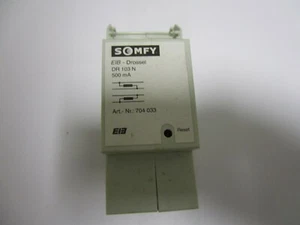 SOMFY
EIB - Drossel
DR 103 N
500 mA
Art.- Nr.: 704 033
EIB
Reset